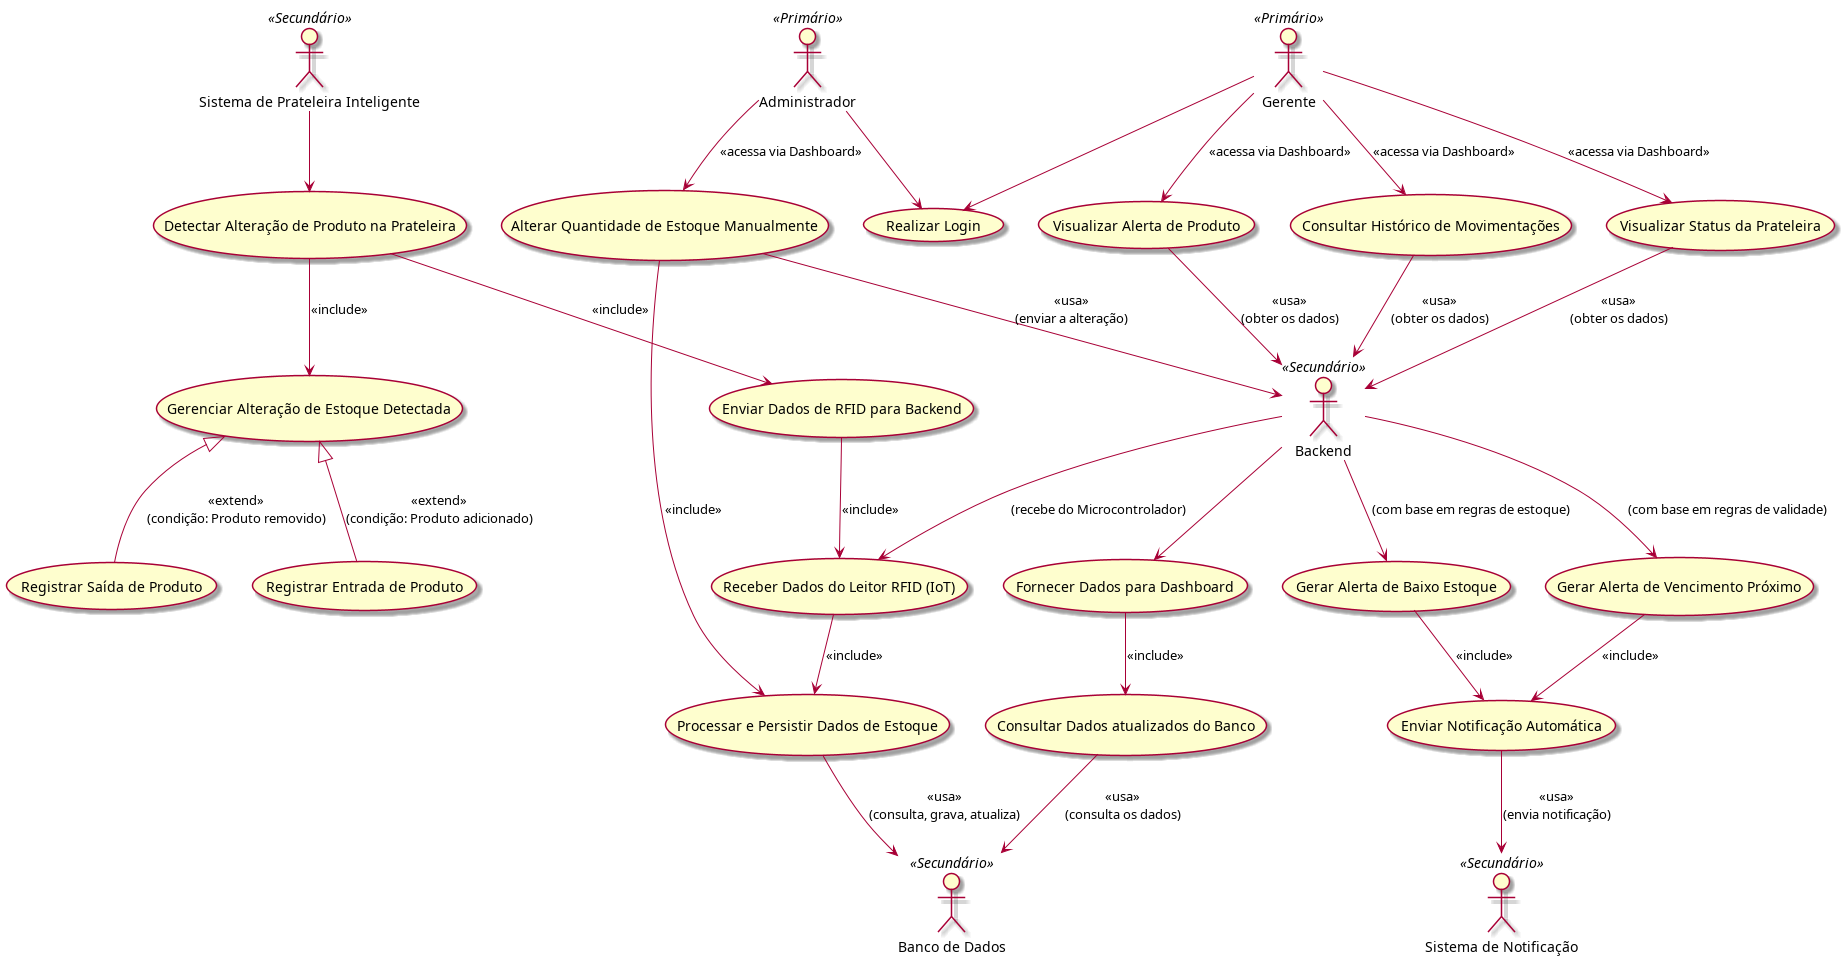 «Secundário»
Sistema de Prateleira Inteligente
«Primário»
Administrador
«Primário»
Gerente
«acessa via Dashboard»
«acessa via Dashboard»
«acessa via Dashboard»
«acessa via Dashboard»
Detectar Alteração de Produto na Prateleira
Alterar Quantidade de Estoque Manualmente
Realizar Login
Visualizar Alerta de Produto
Consultar Histórico de Movimentações
Visualizar Status da Prateleira
«include»
«include»
«usa»
(enviar a alteração)
«usa»
(obter os dados)
«usa»
(obter os dados)
«usa»
(obter os dados)
«Secundário»
Backend
Gerenciar Alteração de Estoque Detectada
Enviar Dados de RFID para Backend
«extend»
(condição: Produto removido)
«extend»
(condição: Produto adicionado)
«include»
«include»
(recebe do Microcontrolador)
(com base em regras de estoque)
(com base em regras de validade)
Registrar Saída de Produto
Registrar Entrada de Produto
Receber Dados do Leitor RFID (IoT)
Fornecer Dados para Dashboard
Gerar Alerta de Baixo Estoque
Gerar Alerta de Vencimento Próximo
«include»
«include»
«include»
«include»
Processar e Persistir Dados de Estoque
Consultar Dados atualizados do Banco
Enviar Notificação Automática
«usa»
(consulta, grava, atualiza)
«usa»
(consulta os dados)
«usa»
(envia notificação)
«Secundário»
Banco de Dados
«Secundário»
Sistema de Notificação